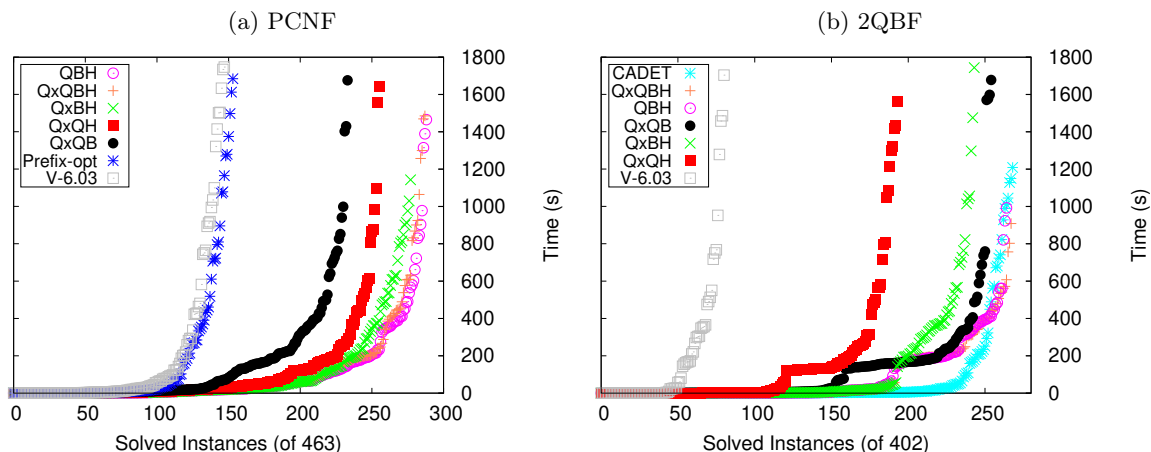 (a) PCNF
QBH
QxQBH
QxBH
QxQH
QxQB
Prefix-opt
V-6.03
1800
1600
1400
1200
1000
800
600
400
200
0
Time (s)
0 50 100 150 200 250 300
Solved Instances (of 463)
(b) 2QBF
CADET
QxQBH
QBH
QxQB
QxBH
QxQH
V-6.03
1800
1600
1400
1200
1000
800
600
400
200
0
Time (s)
0 50 100 150 200 250
Solved Instances (of 402)